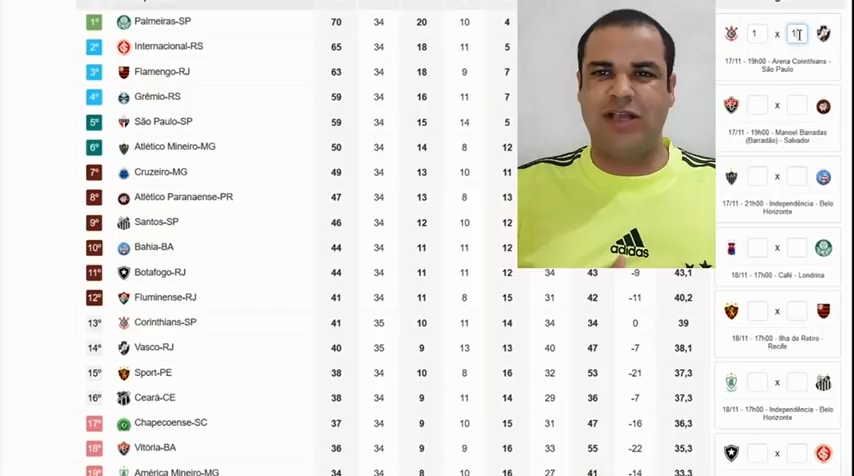 1º Palmeiras-SP 70 34 20 10 4
2º Internacional-RS 65 34 18 11 5
3º Flamengo-RJ 63 34 18 9 7
4º Grêmio-RS 59 34 16 11 7
5º São Paulo-SP 59 34 15 14 5
6º Atlético Mineiro-MG 50 34 14 8 12
7º Cruzeiro-MG 49 34 13 10 11
8º Atlético Paranaense-PR 47 34 13 8 13
9º Santos-SP 46 34 12 10 12
10º Bahia-BA 44 34 11 11 12
11º Botafogo-RJ 44 34 11 11 12 34 43 -9 43,1
12º Fluminense-RJ 41 34 11 8 15 31 42 -11 40,2
13º Corinthians-SP 41 35 10 11 14 34 34 0 39
14º Vasco-RJ 40 35 9 13 13 40 47 -7 38,1
15º Sport-PE 38 34 10 8 16 32 53 -21 37,3
16º Ceará-CE 38 34 9 11 14 29 36 -7 37,3
17º Chapecoense-SC 37 34 9 10 15 31 47 -16 36,3
18º Vitória-BA 36 34 9 9 16 33 55 -22 35,3
19º América Mineiro-MG 34 34 8 10 16 27 41 -14 33,3
adidas
1 x 1
17/11 - 19h00 - Arena Corinthians -
São Paulo
x
17/11 - 19h00 - Manoel Barradas
(Barradão) - Salvador
x
17/11 - 21h00 - Independência - Belo
Horizonte
x
18/11 - 17h00 - Café - Londrina
x
18/11 - 17h00 - Ilha do Retiro -
Recife
x
18/11 - 17h00 - Independência - Belo
Horizonte
x